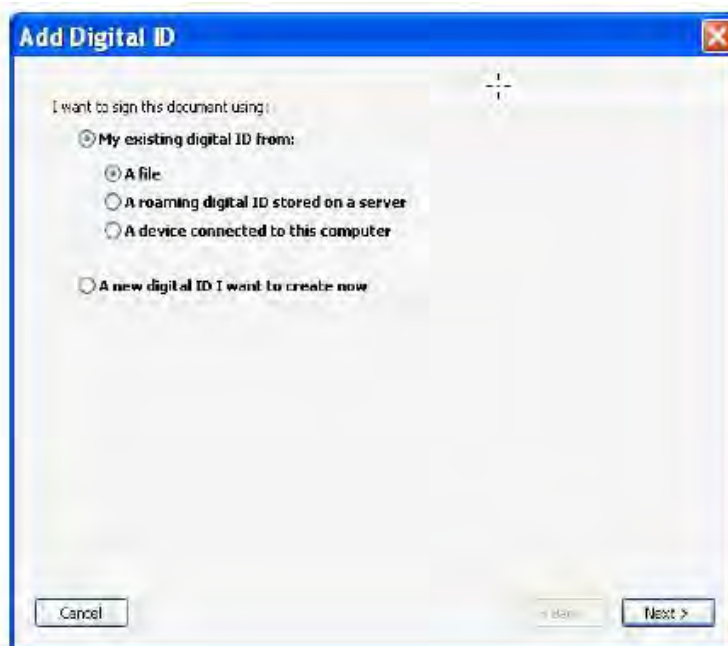 Add Digital ID
I want to sign this document using:
My existing digital ID from:
A file
A roaming digital ID stored on a server
A device connected to this computer
A new digital ID I want to create now
Cancel
< Back
Next >